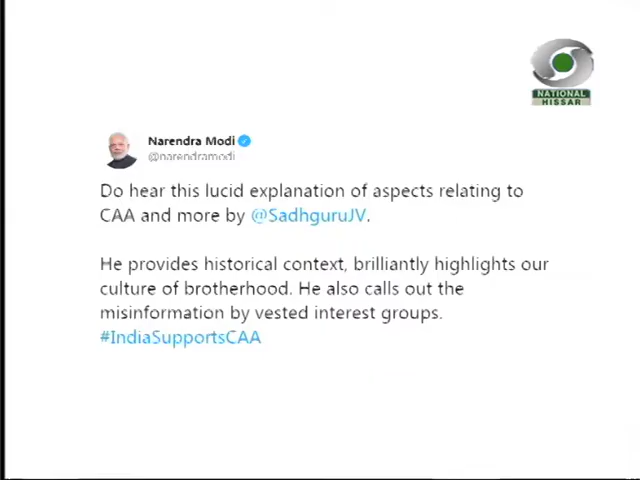 NATIONAL
HISSAR
Narendra Modi
@narendramodi
Do hear this lucid explanation of aspects relating to
CAA and more by @SadhguruJV.
He provides historical context, brilliantly highlights our
culture of brotherhood. He also calls out the
misinformation by vested interest groups.
#IndiaSupportsCAA